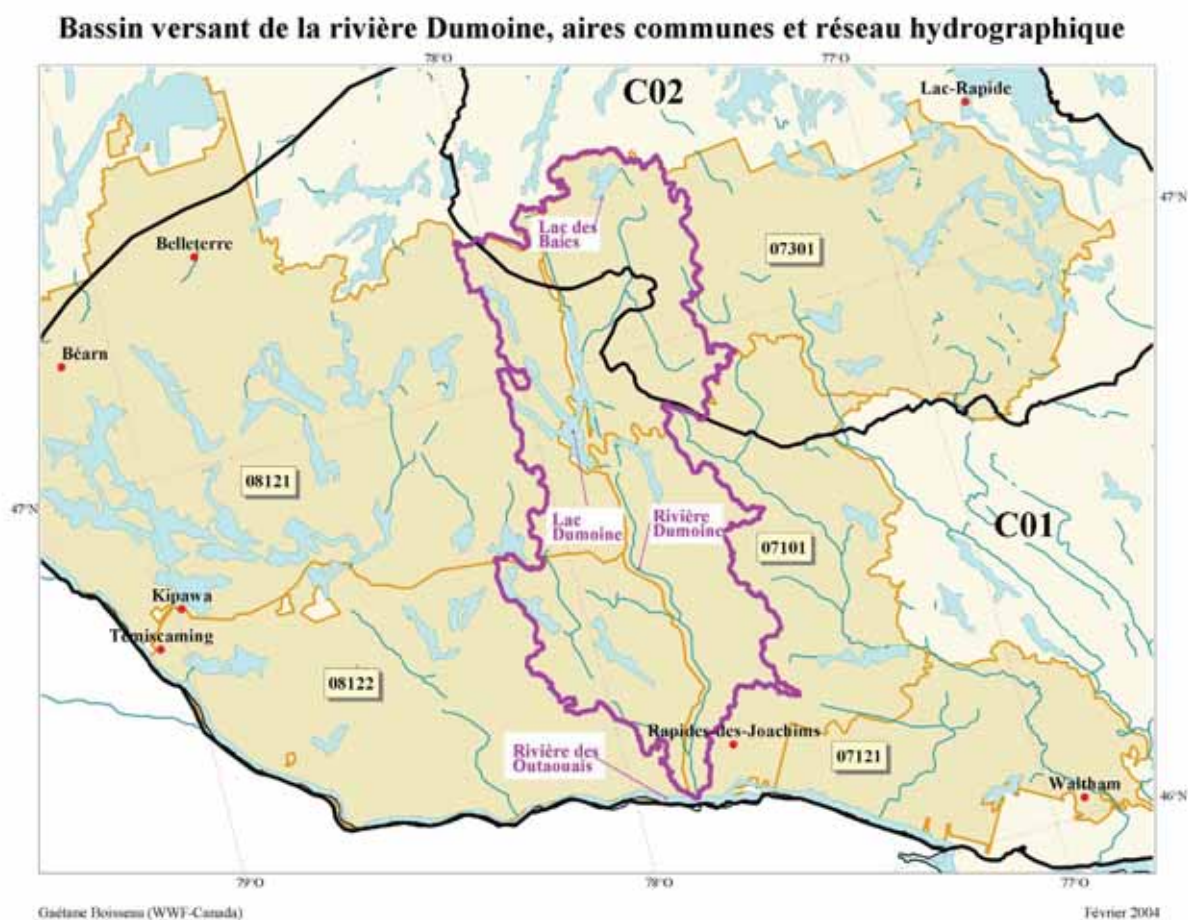 Bassin versant de la rivière Dumoine, aires communes et réseau hydrographique
78°O
77°O
C02
Lac-Rapide
47°N
Belleterre
Lac des
Baies
07301
Béarn
08121
47°N
Lac
Dumoine
Rivière
Dumoine
C01
07101
Kipawa
Témiscaming
08122
Rapides-des-Joachims
Rivière des
Outaouais
07121
Waltham
46°N
79°O
78°O
77°O
Gaétane Boisseau (WWF-Canada)
Février 2004